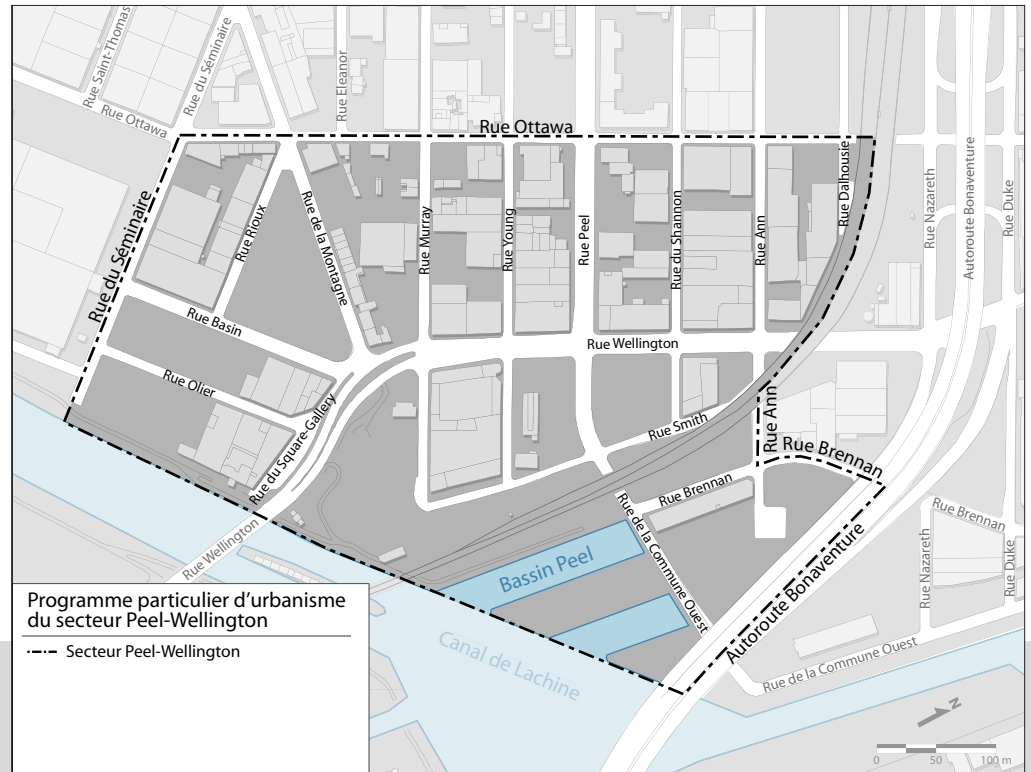 Rue Saint-Thomas
Rue du Séminaire
Rue Eleanor
Rue Ottawa
Rue Ottawa
Rue Dalhousie
Rue Nazareth
Autoroute Bonaventure
Rue Duke
Rue du Séminaire
Rue Rioux
Rue de la Montagne
Rue Murray
Rue Young
Rue Peel
Rue du Shannon
Rue Ann
Rue Basin
Rue Wellington
Rue Olier
Rue du Square-Gallery
Rue Smith
Rue Ann
Rue Brennan
Rue Brennan
Rue Wellington
Rue de la Commune Ouest
Rue Brennan
Rue Nazareth
Rue Duke
Bassin Peel
Autoroute Bonaventure
Canal de Lachine
Rue de la Commune Ouest
Programme particulier d'urbanisme
du secteur Peel-Wellington
Secteur Peel-Wellington
N
0 50 100 m